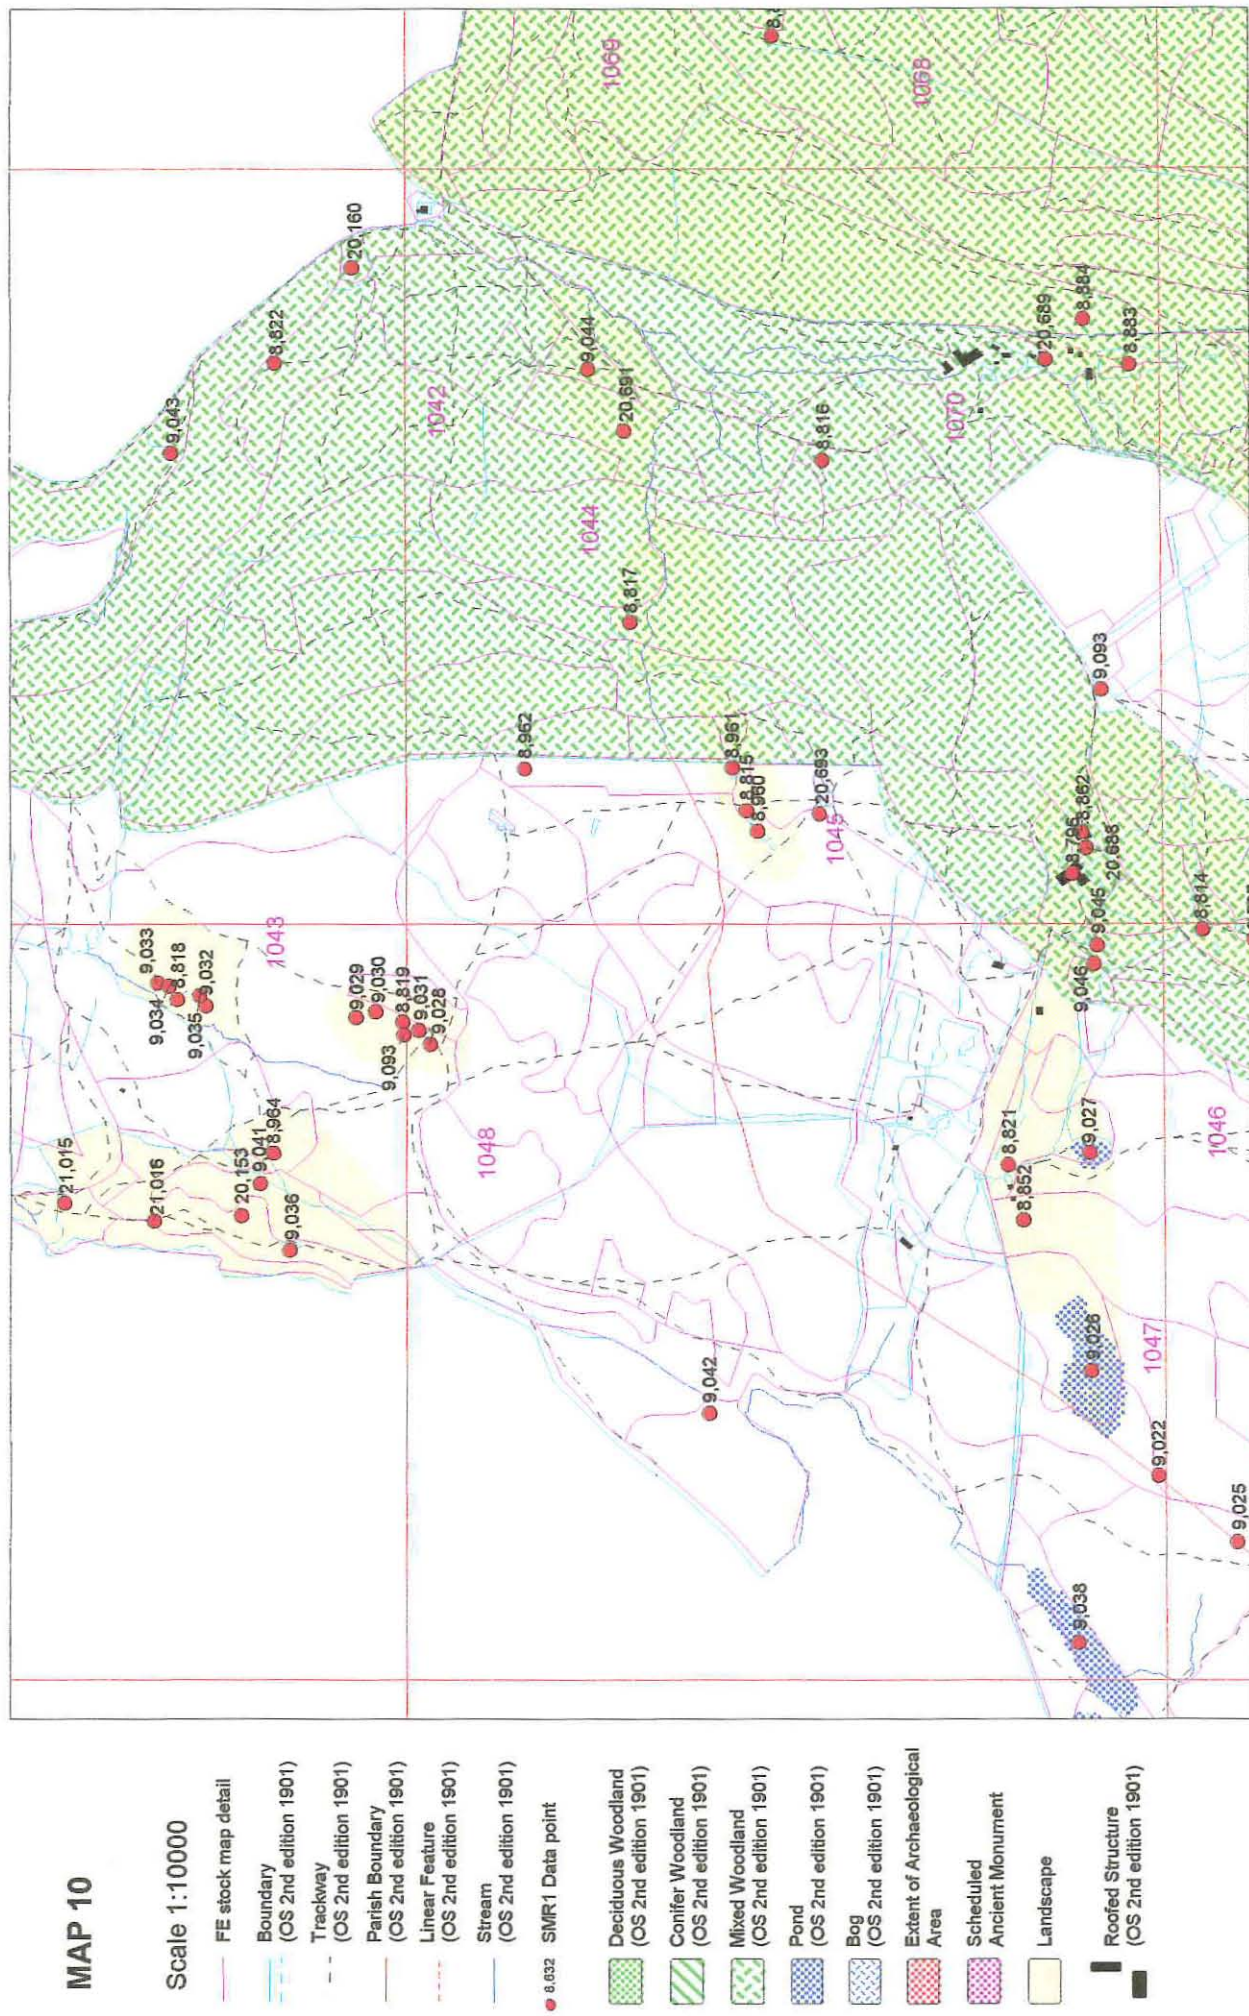 MAP 10
Scale 1:10000
FE stock map detail
Boundary
(OS 2nd edition 1901)
Trackway
(OS 2nd edition 1901)
Parish Boundary
(OS 2nd edition 1901)
Linear Feature
(OS 2nd edition 1901)
Stream
(OS 2nd edition 1901)
8,632 SMR1 Data point
Deciduous Woodland
(OS 2nd edition 1901)
Conifer Woodland
(OS 2nd edition 1901)
Mixed Woodland
(OS 2nd edition 1901)
Pond
(OS 2nd edition 1901)
Bog
(OS 2nd edition 1901)
Extent of Archaeological
Area
Scheduled
Ancient Monument
Landscape
Roofed Structure
(OS 2nd edition 1901)
21,015
21,016
20,153
9,041
8,964
9,036
9,033
9,034
8,818
9,032
9,035
1043
9,029
9,030
8,819
9,031
9,028
9,093
1048
9,043
8,822
20,160
1042
1044
9,044
20,691
8,817
8,816
1069
1068
1070
20,689
8,884
8,883
8,962
8,961
8,815
8,960
20,693
1045
9,093
8,795
8,862
20,688
9,045
9,046
8,814
8,821
8,852
9,027
1046
9,026
1047
9,042
9,022
9,025
9,038